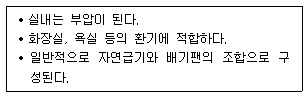 • 실내는 부압이 된다.
• 화장실, 욕실 등의 환기에 적합하다.
• 일반적으로 자연급기와 배기팬의 조합으로 구
성된다.